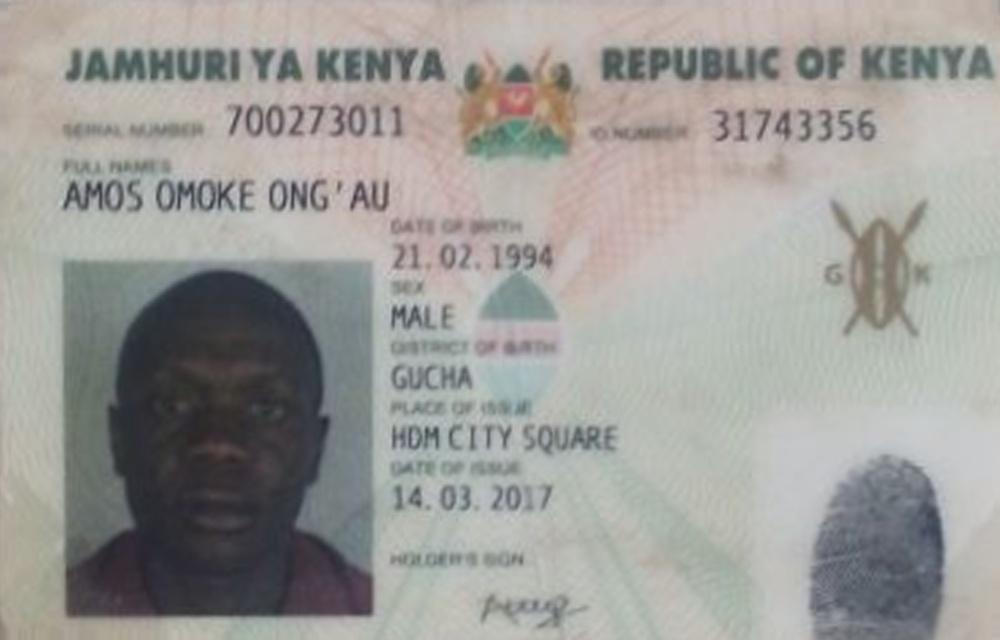 JAMHURI YA KENYA REPUBLIC OF KENYA
SERIAL NUMBER 700273011 ID NUMBER 31743356
FULL NAMES
AMOS OMOKE ONG'AU
DATE OF BIRTH
21.02.1994
SEX
MALE
G K
DISTRICT OF BIRTH
GUCHA
PLACE OF ISSUE
HDM CITY SQUARE
DATE OF ISSUE
14.03.2017
HOLDER'S SIGN